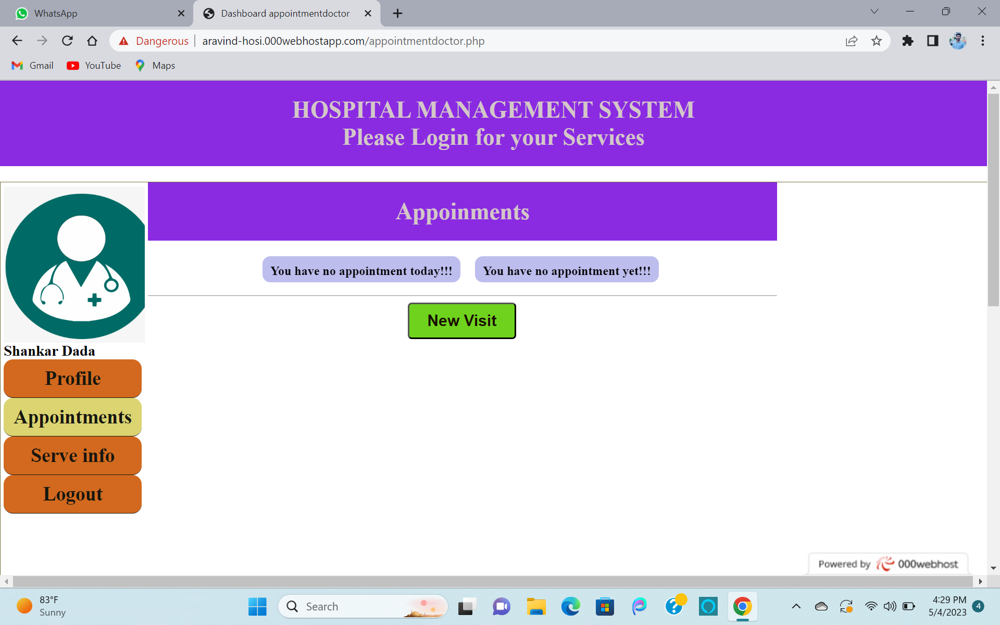 WhatsApp
Dashboard appointmentdoctor
Dangerous
aravind-hosi.000webhostapp.com/appointmentdoctor.php
Gmail
YouTube
Maps
HOSPITAL MANAGEMENT SYSTEM
Please Login for your Services
Appoinments
You have no appointment today!!!
You have no appointment yet!!!
New Visit
Shankar Dada
Profile
Appointments
Serve info
Logout
Powered by 000webhost
83°F
Sunny
Search
4:29 PM
5/4/2023
4